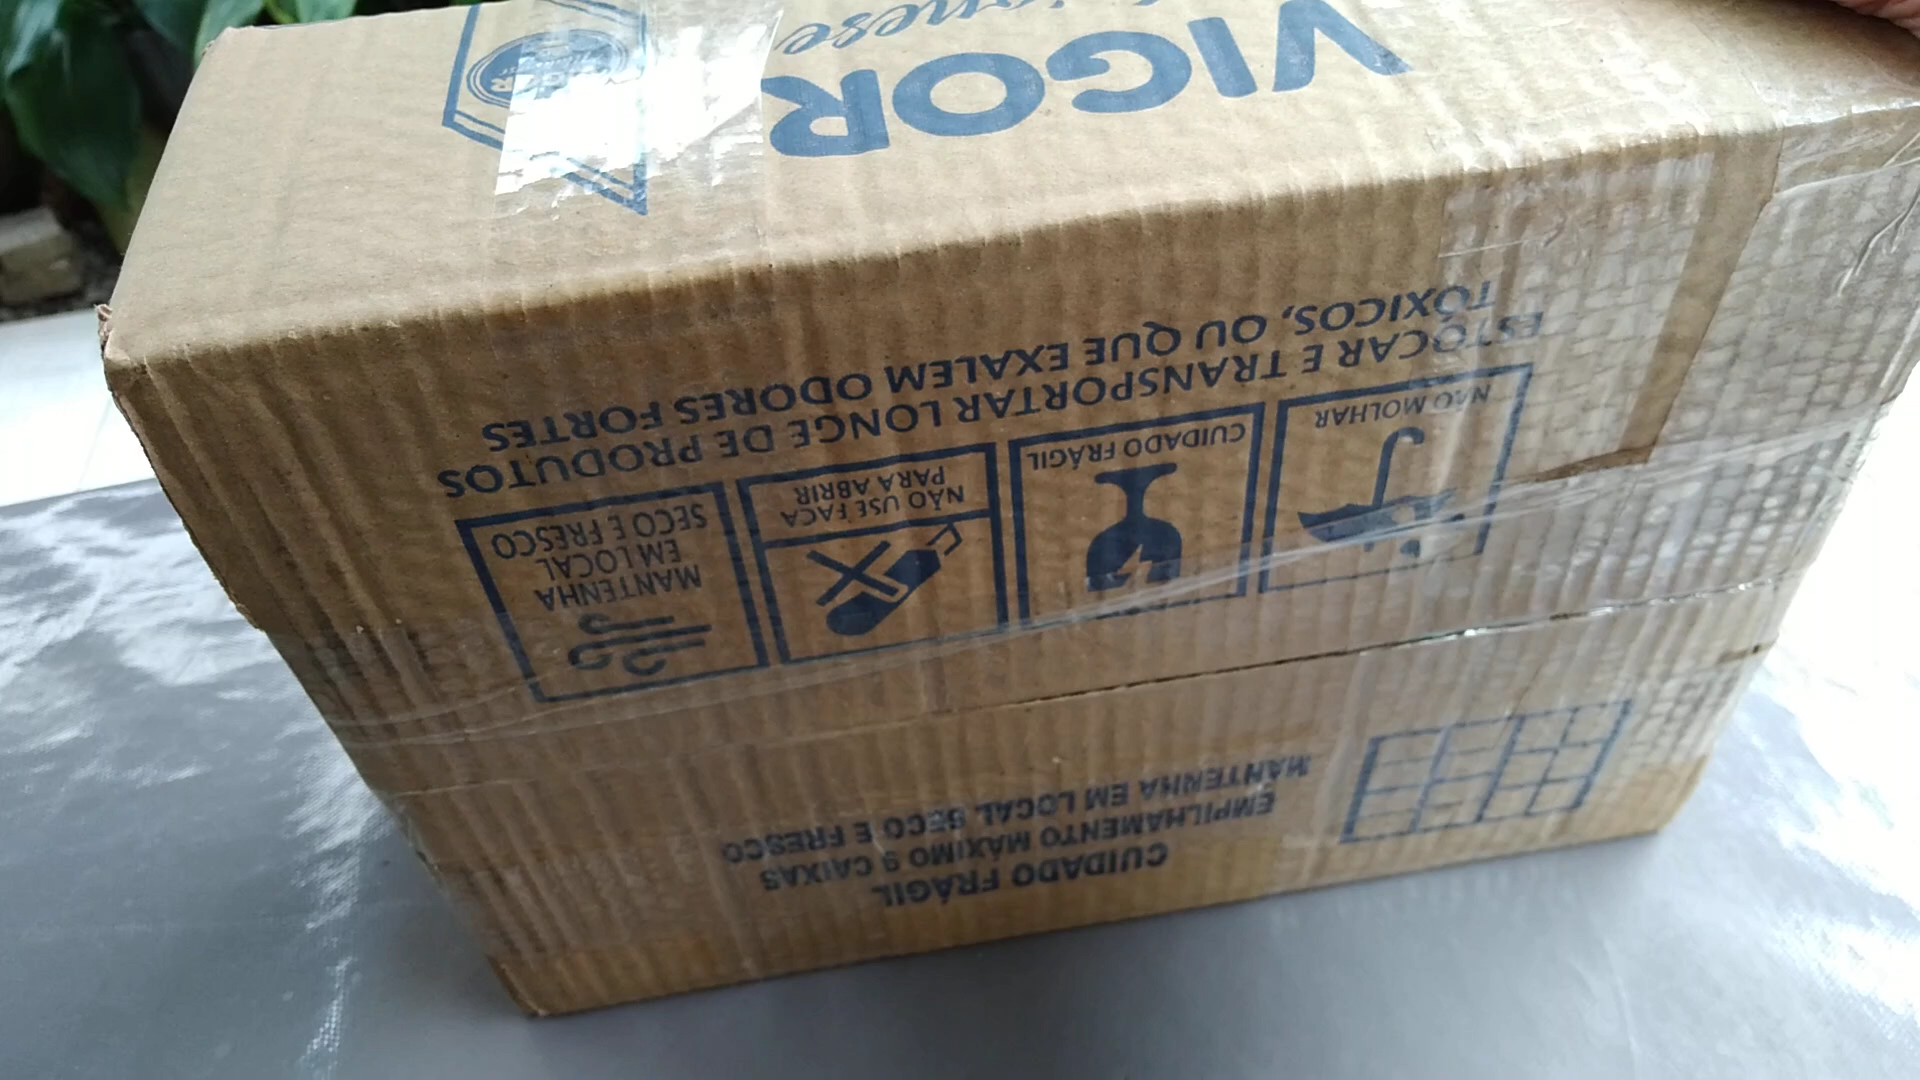 CUIDADO FRÁGIL
EMPILHAMENTO MÁXIMO 9 CAIXAS
MANTENHA EM LOCAL SECO E FRESCO
NÃO MOLHAR
CUIDADO FRÁGIL
NÃO USE FACA
PARA ABRIR
MANTENHA
EM LOCAL
SECO E FRESCO
ESTOCAR E TRANSPORTAR LONGE DE PRODUTOS
TÓXICOS, OU QUE EXALEM ODORES FORTES
VIGOR